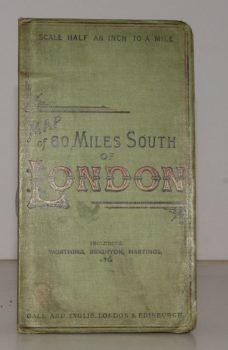 SCALE HALF AN INCH TO A MILE
MAP
of 60 MILES SOUTH
OF
LONDON
INCLUDING
WORTHING, BRIGHTON, HASTINGS,
&c
GALL AND INGLIS, LONDON & EDINBURGH.